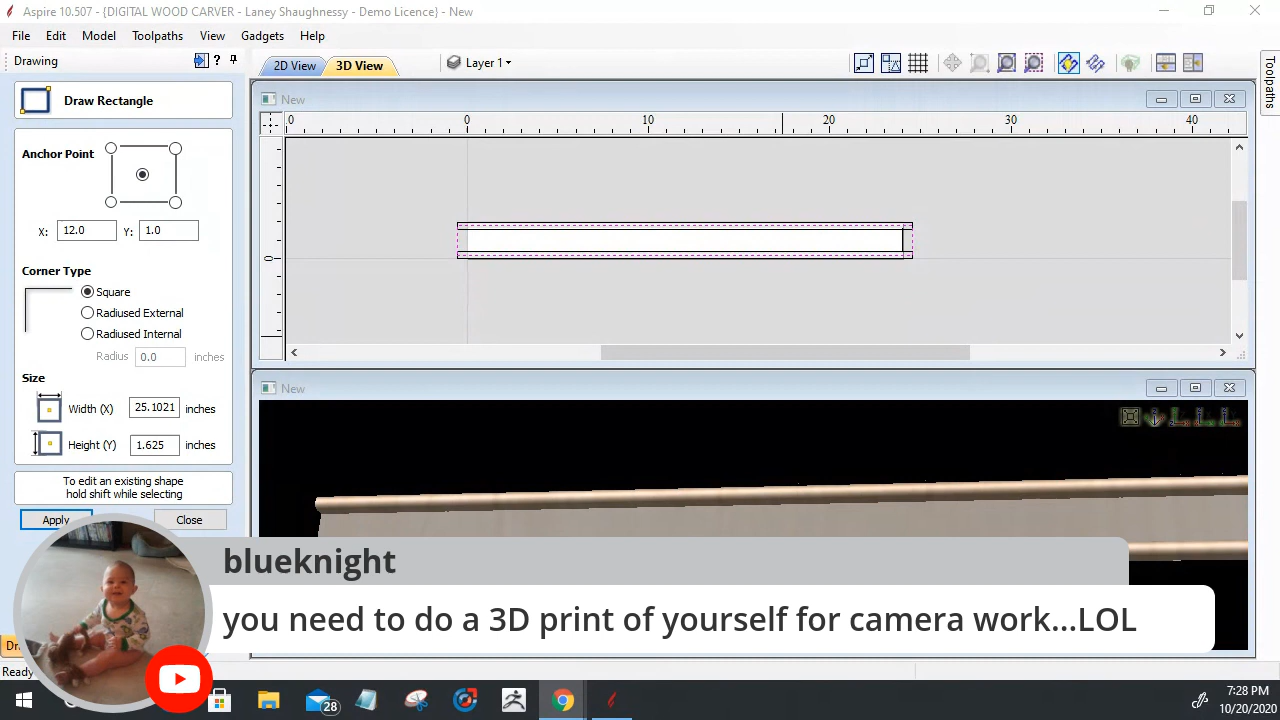 Aspire 10.507 - {DIGITAL WOOD CARVER - Laney Shaughnessy - Demo Licence} - New
File Edit Model Toolpaths View Gadgets Help
Drawing ?
2D View 3D View Layer 1
Toolpaths
Draw Rectangle
New
0 0 10 20 30 40
0
Anchor Point
X: 12.0 Y: 1.0
Corner Type
Square
Radiused External
Radiused Internal
Radius 0.0 inches
Size
Width (X) 25.1021 inches
Height (Y) 1.625 inches
New
To edit an existing shape
hold shift while selecting
Apply Close
blueknight
you need to do a 3D print of yourself for camera work...LOL
Ready
28
7:28 PM
10/20/2020